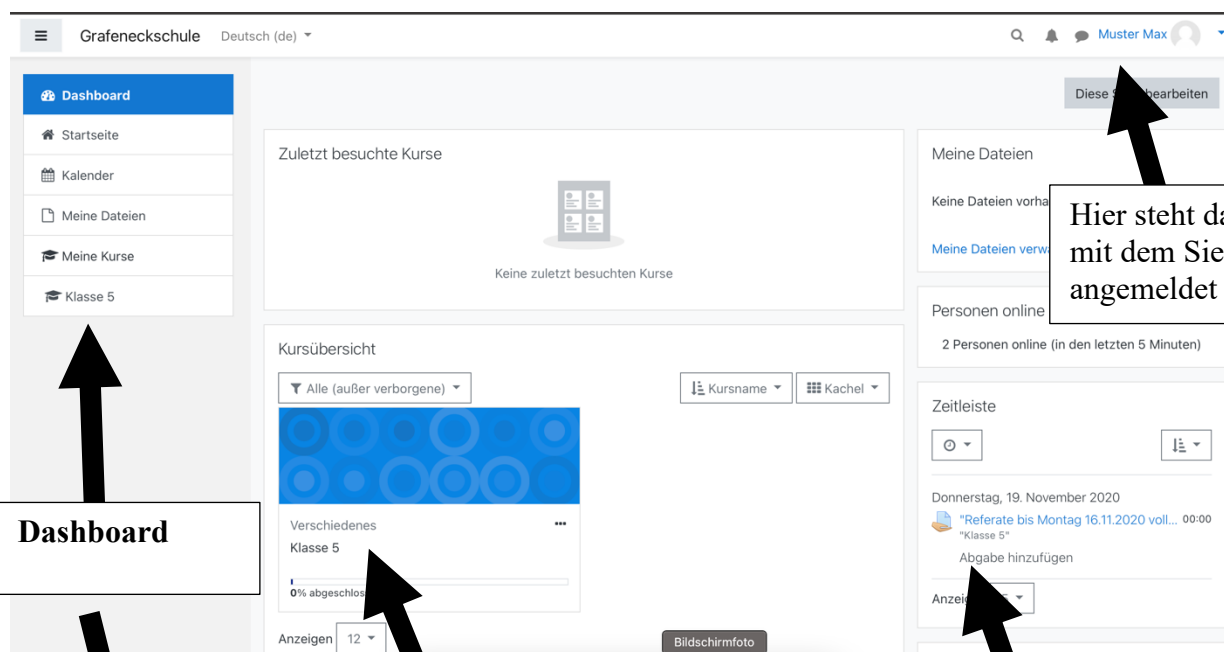 Grafeneckschule Deutsch (de)
Muster Max
Dashboard
Startseite
Kalender
Meine Dateien
Meine Kurse
Klasse 5
Diese bearbeiten
Zuletzt besuchte Kurse
Keine zuletzt besuchten Kurse
Kursübersicht
Alle (außer verborgene)
Kursname
Kachel
Verschiedenes
Klasse 5
0% abgeschlos
Anzeigen 12
Meine Dateien
Keine Dateien vorha
Meine Dateien verw
Hier steht da
mit dem Sie
angemeldet
Personen online
2 Personen online (in den letzten 5 Minuten)
Zeitleiste
Donnerstag, 19. November 2020
"Referate bis Montag 16.11.2020 voll... 00:00
"Klasse 5"
Abgabe hinzufügen
Anzei
Dashboard
Bildschirmfoto